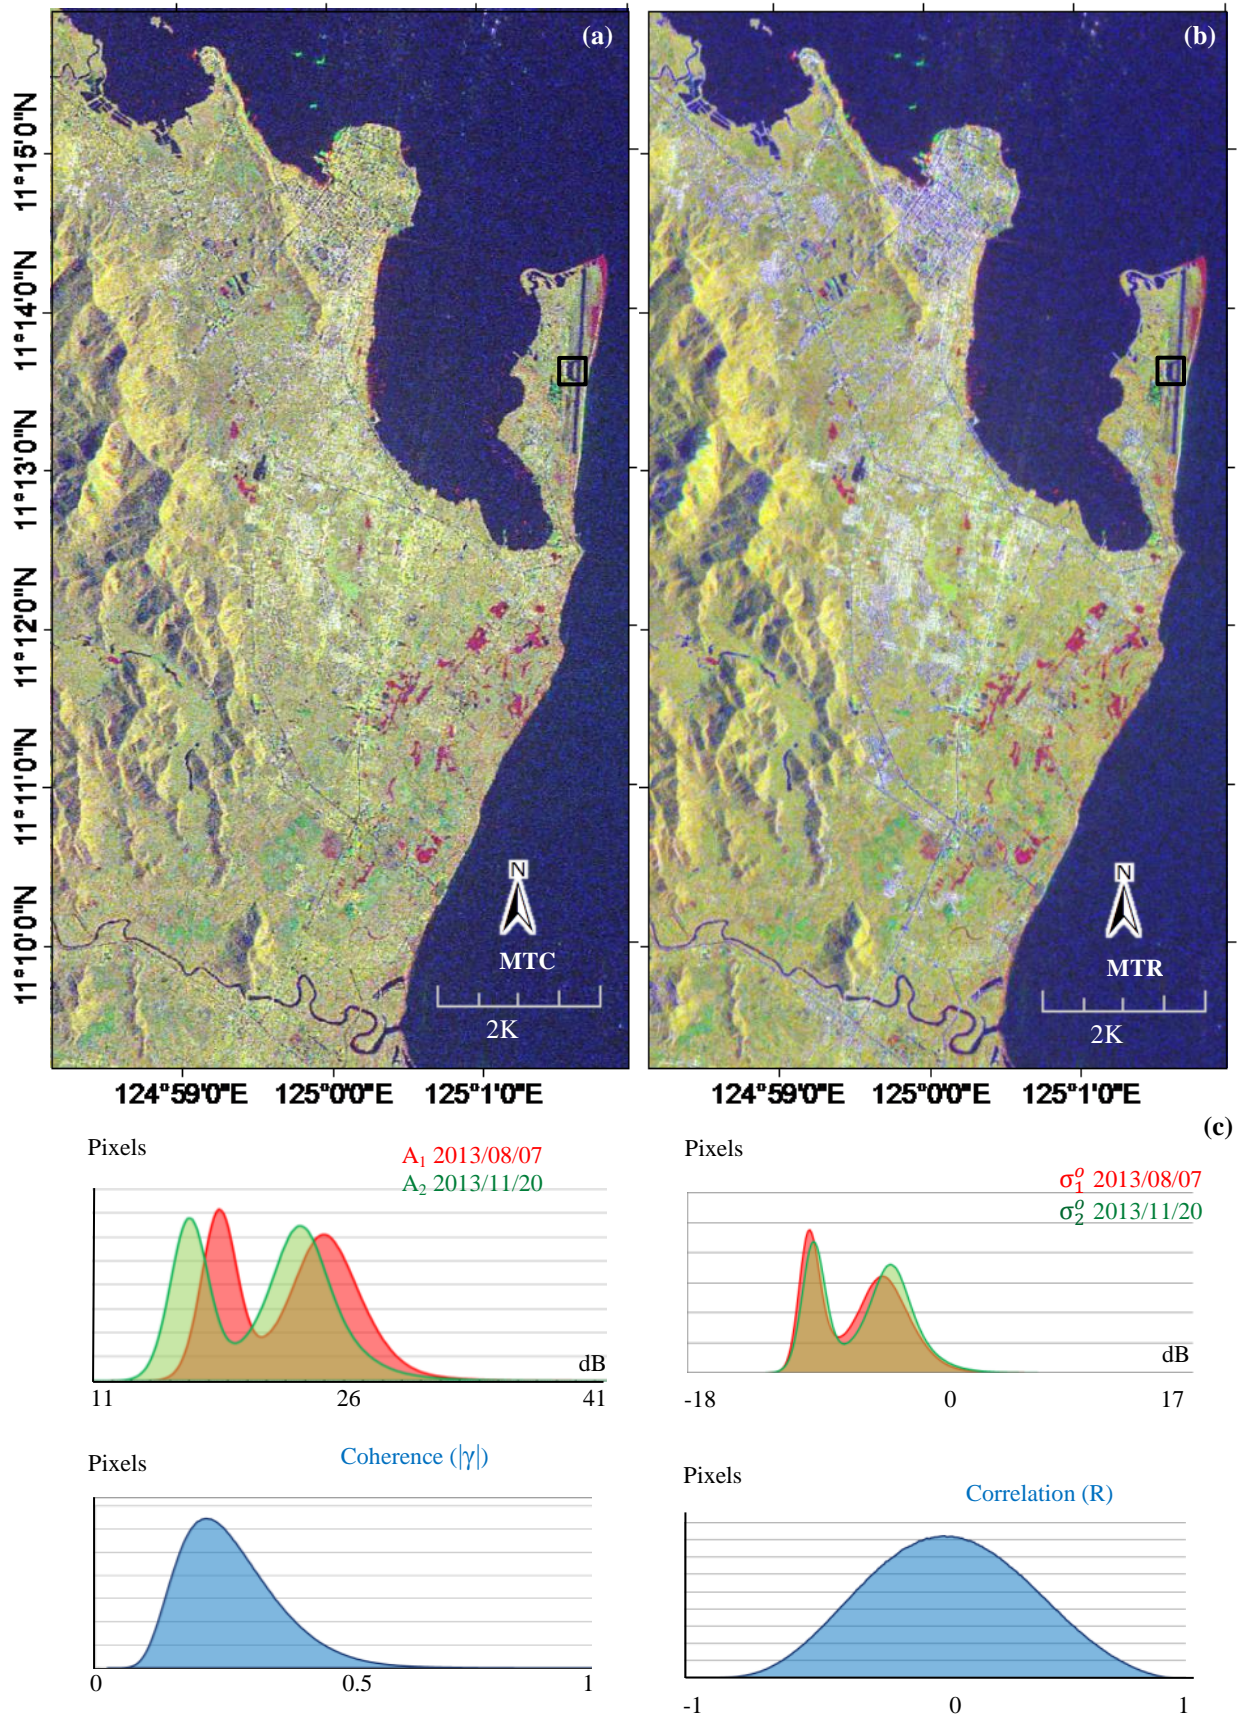 (a)
(b)
11°15'0"N
11°14'0"N
11°13'0"N
11°12'0"N
11°11'0"N
11°10'0"N
N
MTC
2K
N
MTR
2K
124°59'0"E 125°0'0"E 125°1'0"E
124°59'0"E 125°0'0"E 125°1'0"E
(c)
Pixels
A₁ 2013/08/07
A₂ 2013/11/20
dB
11 26 41
Pixels
σ₁ᵒ 2013/08/07
σ₂ᵒ 2013/11/20
dB
-18 0 17
Pixels
Coherence (|γ|)
0 0.5 1
Pixels
Correlation (R)
-1 0 1